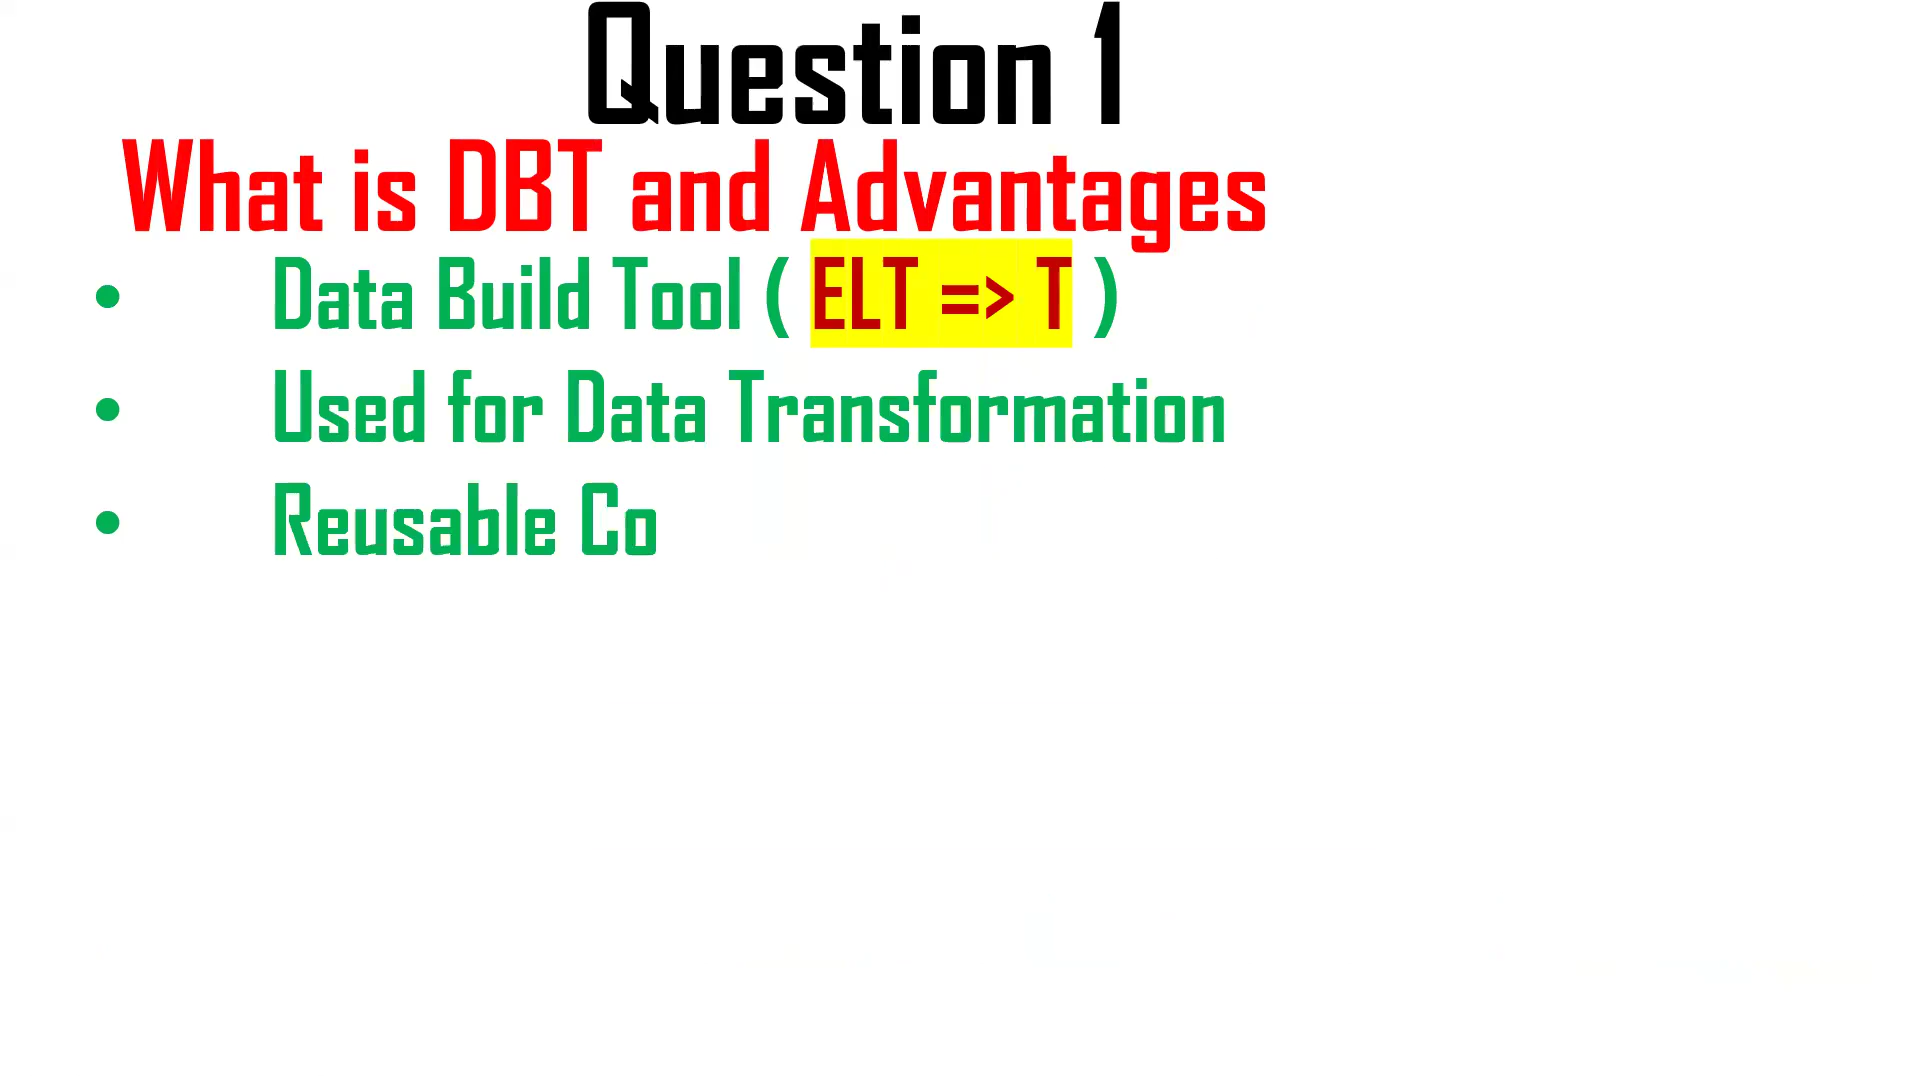 Question 1
What is DBT and Advantages
• Data Build Tool ( ELT => T )
• Used for Data Transformation
• Reusable Co